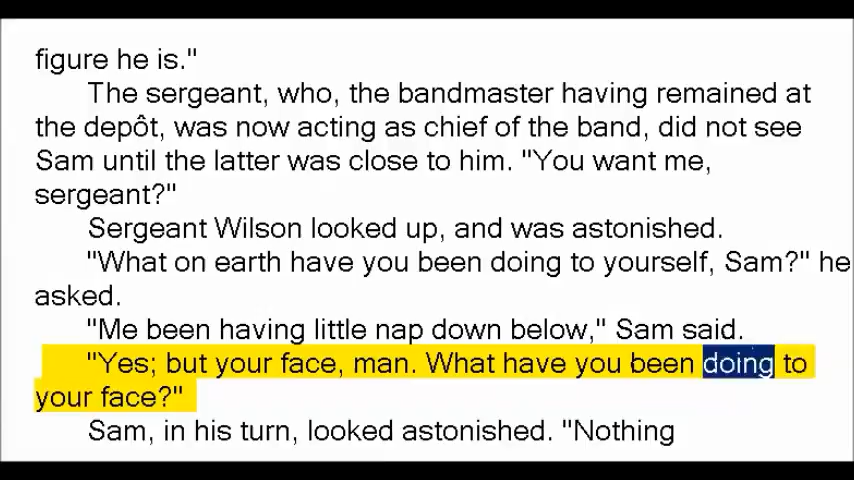 figure he is."
The sergeant, who, the bandmaster having remained at
the depôt, was now acting as chief of the band, did not see
Sam until the latter was close to him. "You want me,
sergeant?"
Sergeant Wilson looked up, and was astonished.
"What on earth have you been doing to yourself, Sam?" he
asked.
"Me been having little nap down below," Sam said.
"Yes; but your face, man. What have you been doing to
your face?"
Sam, in his turn, looked astonished. "Nothing